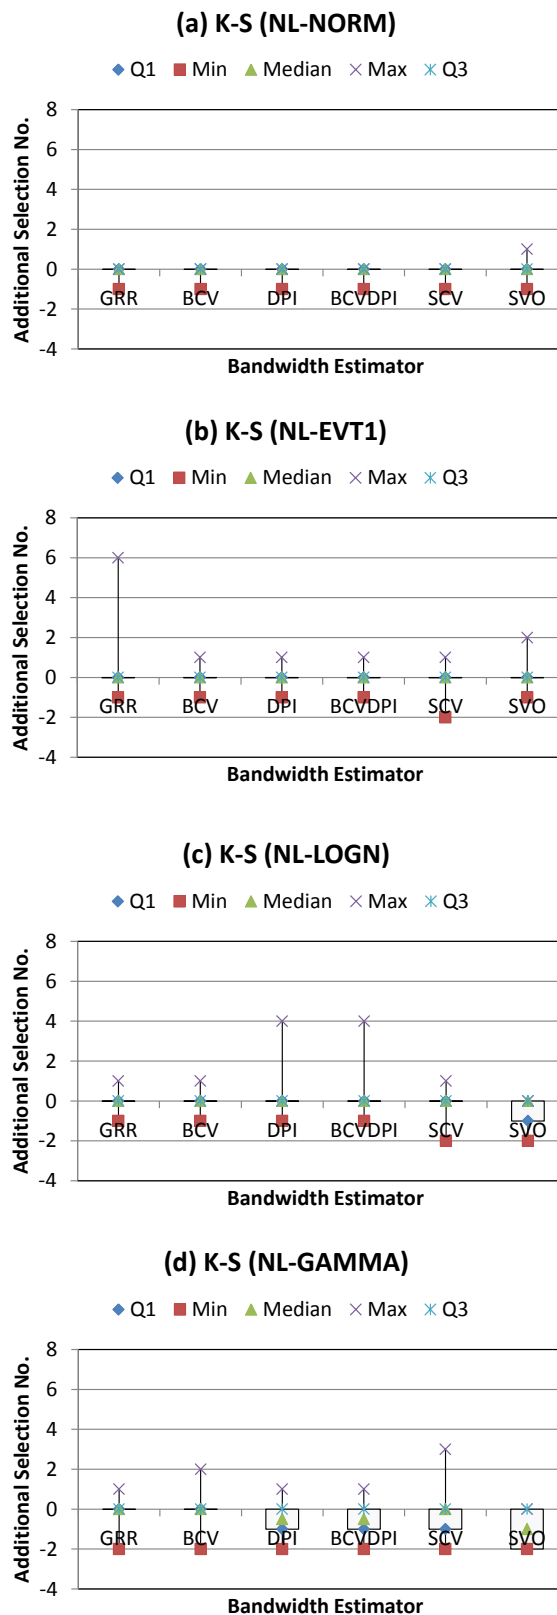 (a) K-S (NL-NORM)
Q1 Min Median Max Q3
Additional Selection No.
8
6
4
2
0
-2
-4
GRR BCV DPI BCVDPI SCV SVO
Bandwidth Estimator
(b) K-S (NL-EVT1)
Q1 Min Median Max Q3
Additional Selection No.
8
6
4
2
0
-2
-4
GRR BCV DPI BCVDPI SCV SVO
Bandwidth Estimator
(c) K-S (NL-LOGN)
Q1 Min Median Max Q3
Additional Selection No.
8
6
4
2
0
-2
-4
GRR BCV DPI BCVDPI SCV SVO
Bandwidth Estimator
(d) K-S (NL-GAMMA)
Q1 Min Median Max Q3
Additional Selection No.
8
6
4
2
0
-2
-4
GRR BCV DPI BCVDPI SCV SVO
Bandwidth Estimator